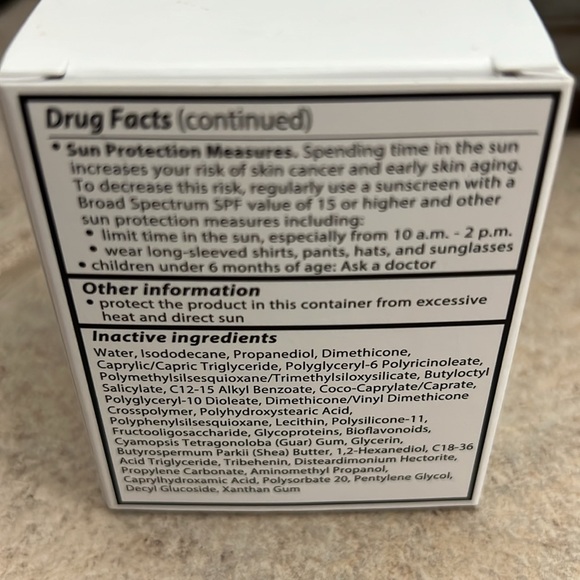 Drug Facts (continued)
• Sun Protection Measures. Spending time in the sun
increases your risk of skin cancer and early skin aging.
To decrease this risk, regularly use a sunscreen with a
Broad Spectrum SPF value of 15 or higher and other
sun protection measures including:
• limit time in the sun, especially from 10 a.m. - 2 p.m.
• wear long-sleeved shirts, pants, hats, and sunglasses
• children under 6 months of age: Ask a doctor
Other information
• protect the product in this container from excessive
heat and direct sun
Inactive ingredients
Water, Isododecane, Propanediol, Dimethicone,
Caprylic/Capric Triglyceride, Polyglyceryl-6 Polyricinoleate,
Polymethylsilsesquioxane/Trimethylsiloxysilicate, Butyloctyl
Salicylate, C12-15 Alkyl Benzoate, Coco-Caprylate/Caprate,
Polyglyceryl-10 Dioleate, Dimethicone/Vinyl Dimethicone
Crosspolymer, Polyhydroxystearic Acid,
Polyphenylsilsesquioxane, Lecithin, Polysilicone-11,
Fructooligosaccharide, Glycoproteins, Bioflavonoids,
Cyamopsis Tetragonoloba (Guar) Gum, Glycerin,
Butyrospermum Parkii (Shea) Butter, 1,2-Hexanediol, C18-36
Acid Triglyceride, Tribehenin, Disteardimonium Hectorite,
Propylene Carbonate, Aminomethyl Propanol,
Caprylhydroxamic Acid, Polysorbate 20, Pentylene Glycol,
Decyl Glucoside, Xanthan Gum